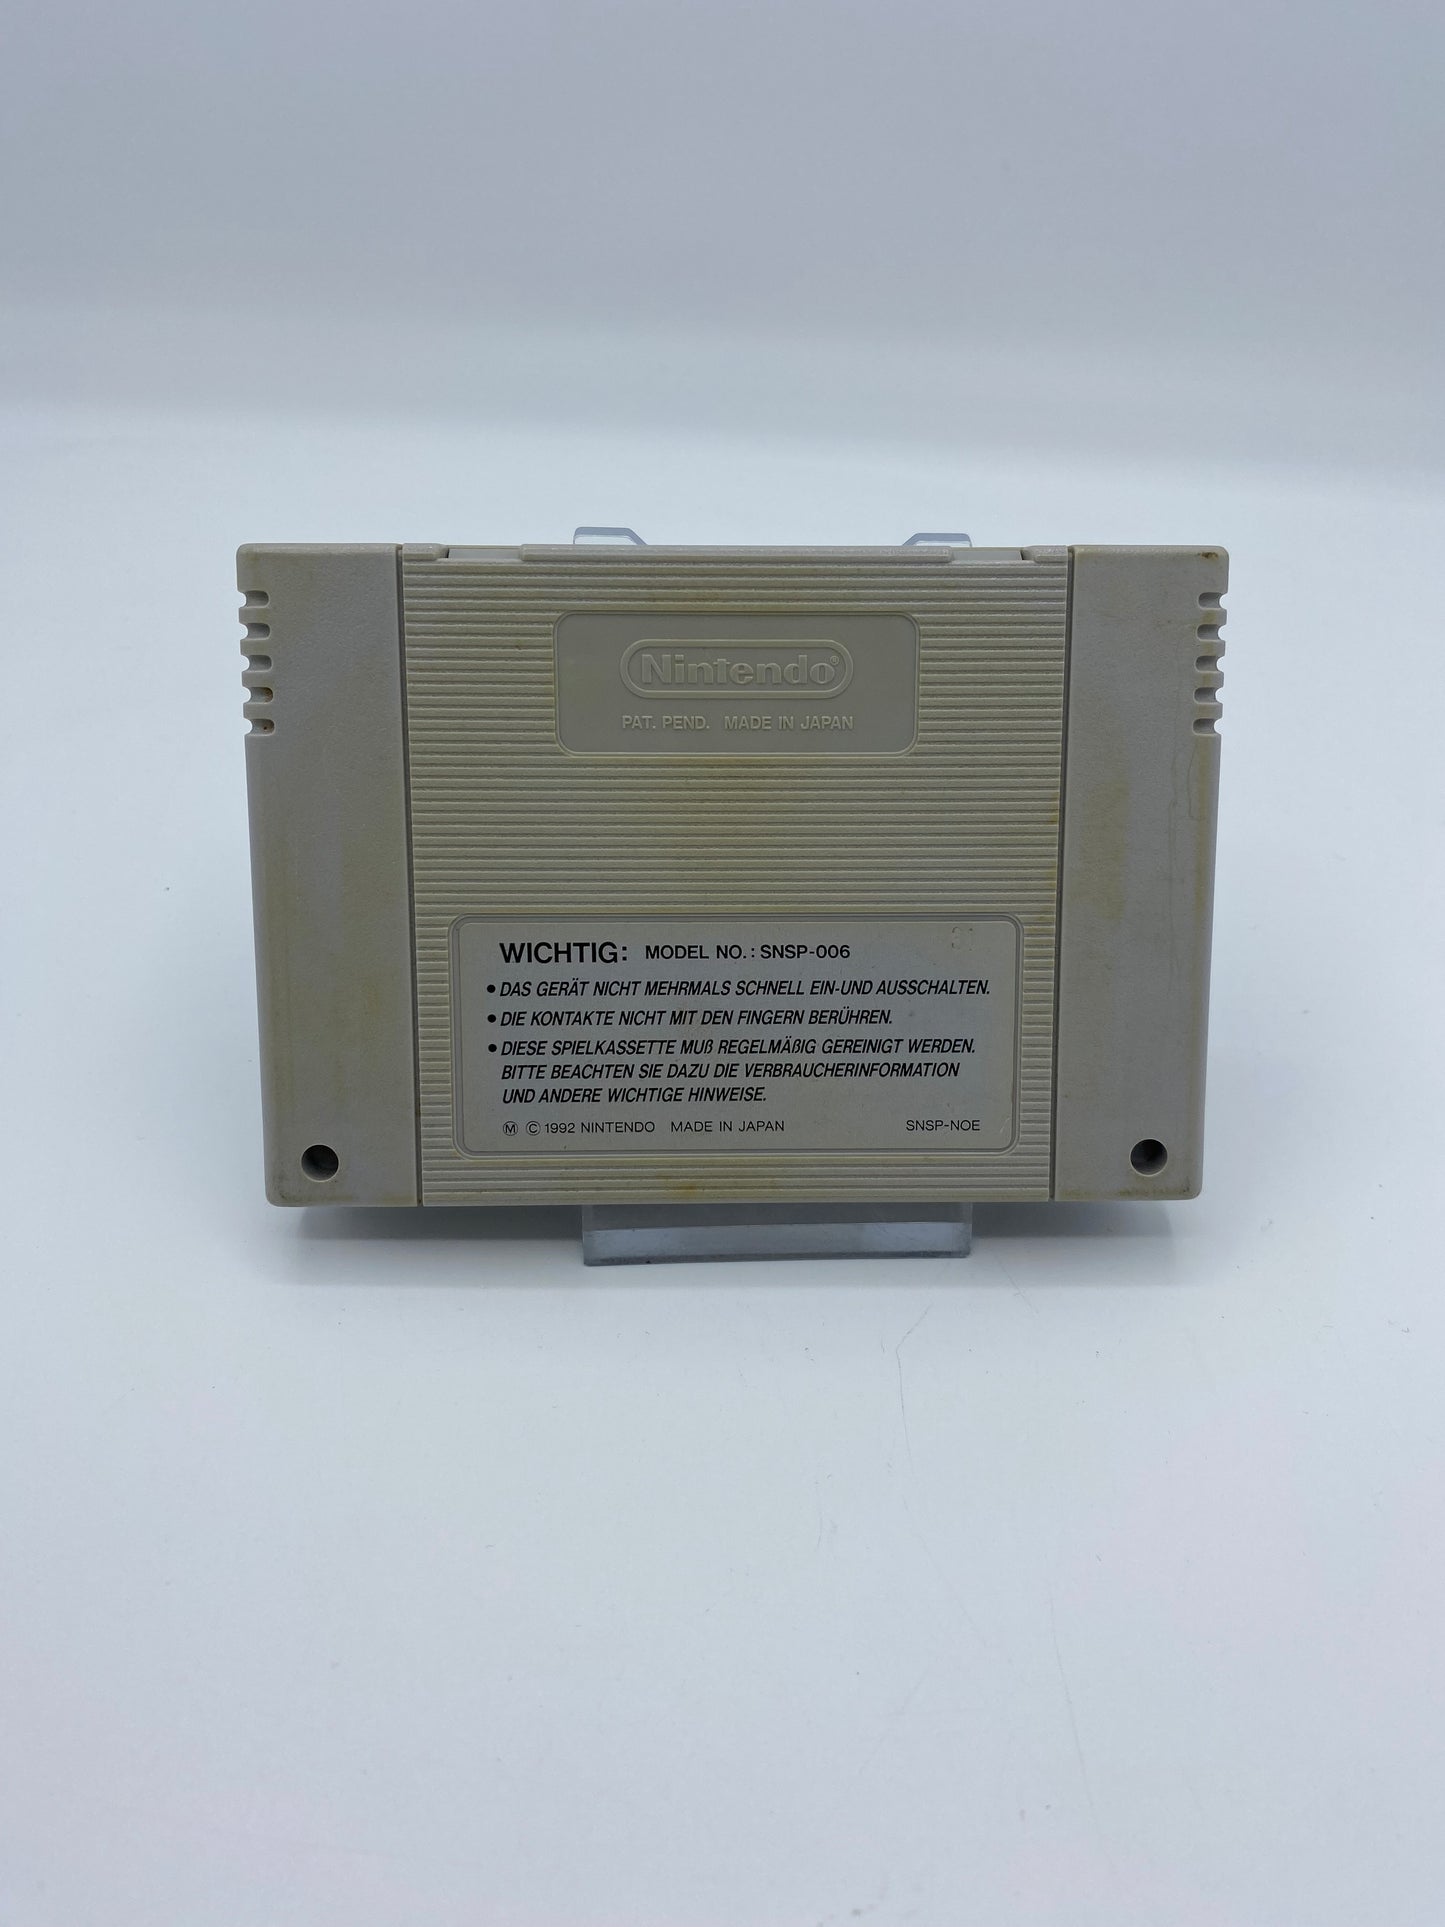 Nintendo®
PAT. PEND. MADE IN JAPAN
31
WICHTIG: MODEL NO.: SNSP-006
• DAS GERÄT NICHT MEHRMALS SCHNELL EIN-UND AUSSCHALTEN.
• DIE KONTAKTE NICHT MIT DEN FINGERN BERÜHREN.
• DIESE SPIELKASSETTE MUß REGELMÄßIG GEREINIGT WERDEN.
BITTE BEACHTEN SIE DAZU DIE VERBRAUCHERINFORMATION
UND ANDERE WICHTIGE HINWEISE.
Ⓜ © 1992 NINTENDO MADE IN JAPAN SNSP-NOE